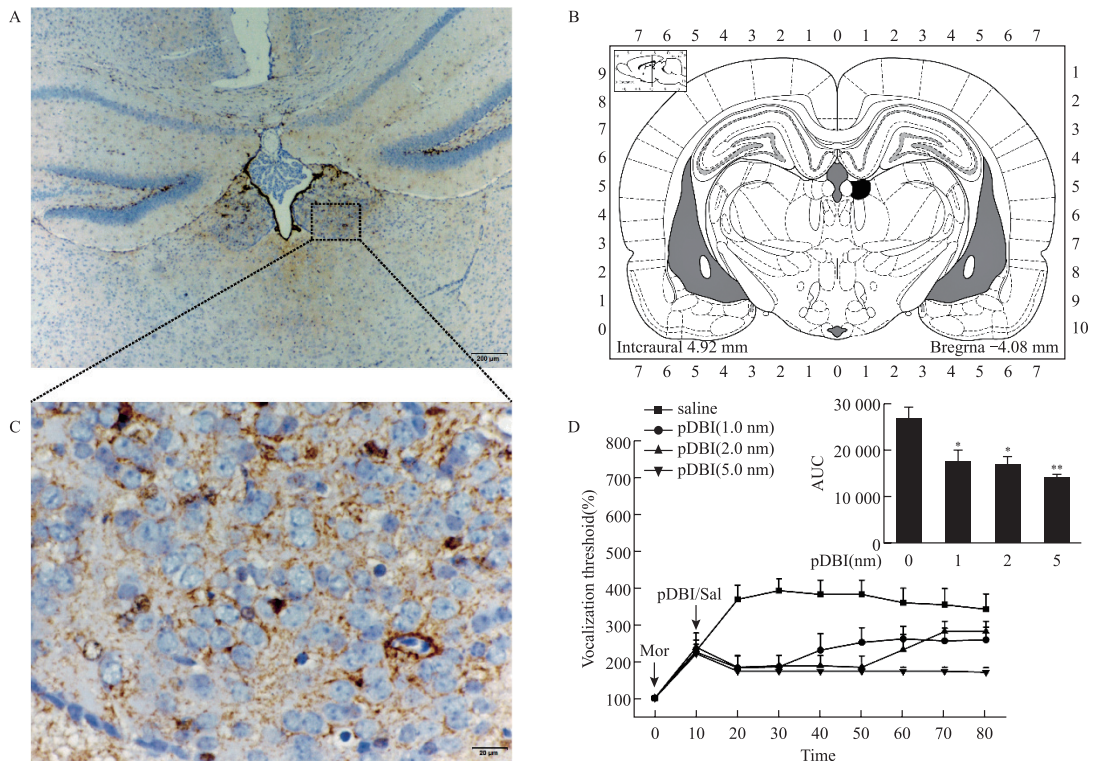 A
200 μm
B
7 6 5 4 3 2 1 0 1 2 3 4 5 6 7
9 8 7 6 5 4 3 2 1 0
1 2 3 4 5 6 7 8 9 10
Intcraural 4.92 mm
Bregrna −4.08 mm
7 6 5 4 3 2 1 0 1 2 3 4 5 6 7
C
20 μm
D
saline
pDBI(1.0 nm)
pDBI(2.0 nm)
pDBI(5.0 nm)
Vocalization threshoid(%)
800
700
600
500
400
300
200
100
Mor
pDBI/Sal
0 10 20 30 40 50 60 70 80
Time
AUC
30 000
20 000
10 000
0
* * **
pDBI(nm) 0 1 2 5